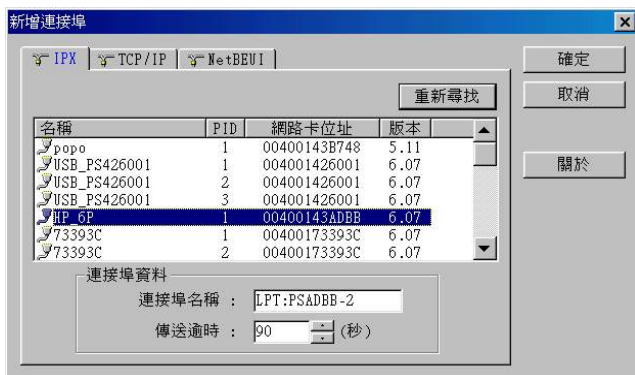 新增連接埠
IPX TCP/IP NetBEUI
確定
取消
關於
重新尋找
名稱 PID 網路卡位址 版本
popo 1 00400143B748 5.11
USB_PS426001 1 004001426001 6.07
USB_PS426001 2 004001426001 6.07
USB_PS426001 3 004001426001 6.07
HP_6P 1 00400143ADBB 6.07
73393C 1 00400173393C 6.07
73393C 2 00400173393C 6.07
連接埠資料
連接埠名稱 : LPT:PSADBB-2
傳送逾時 : 90 (秒)